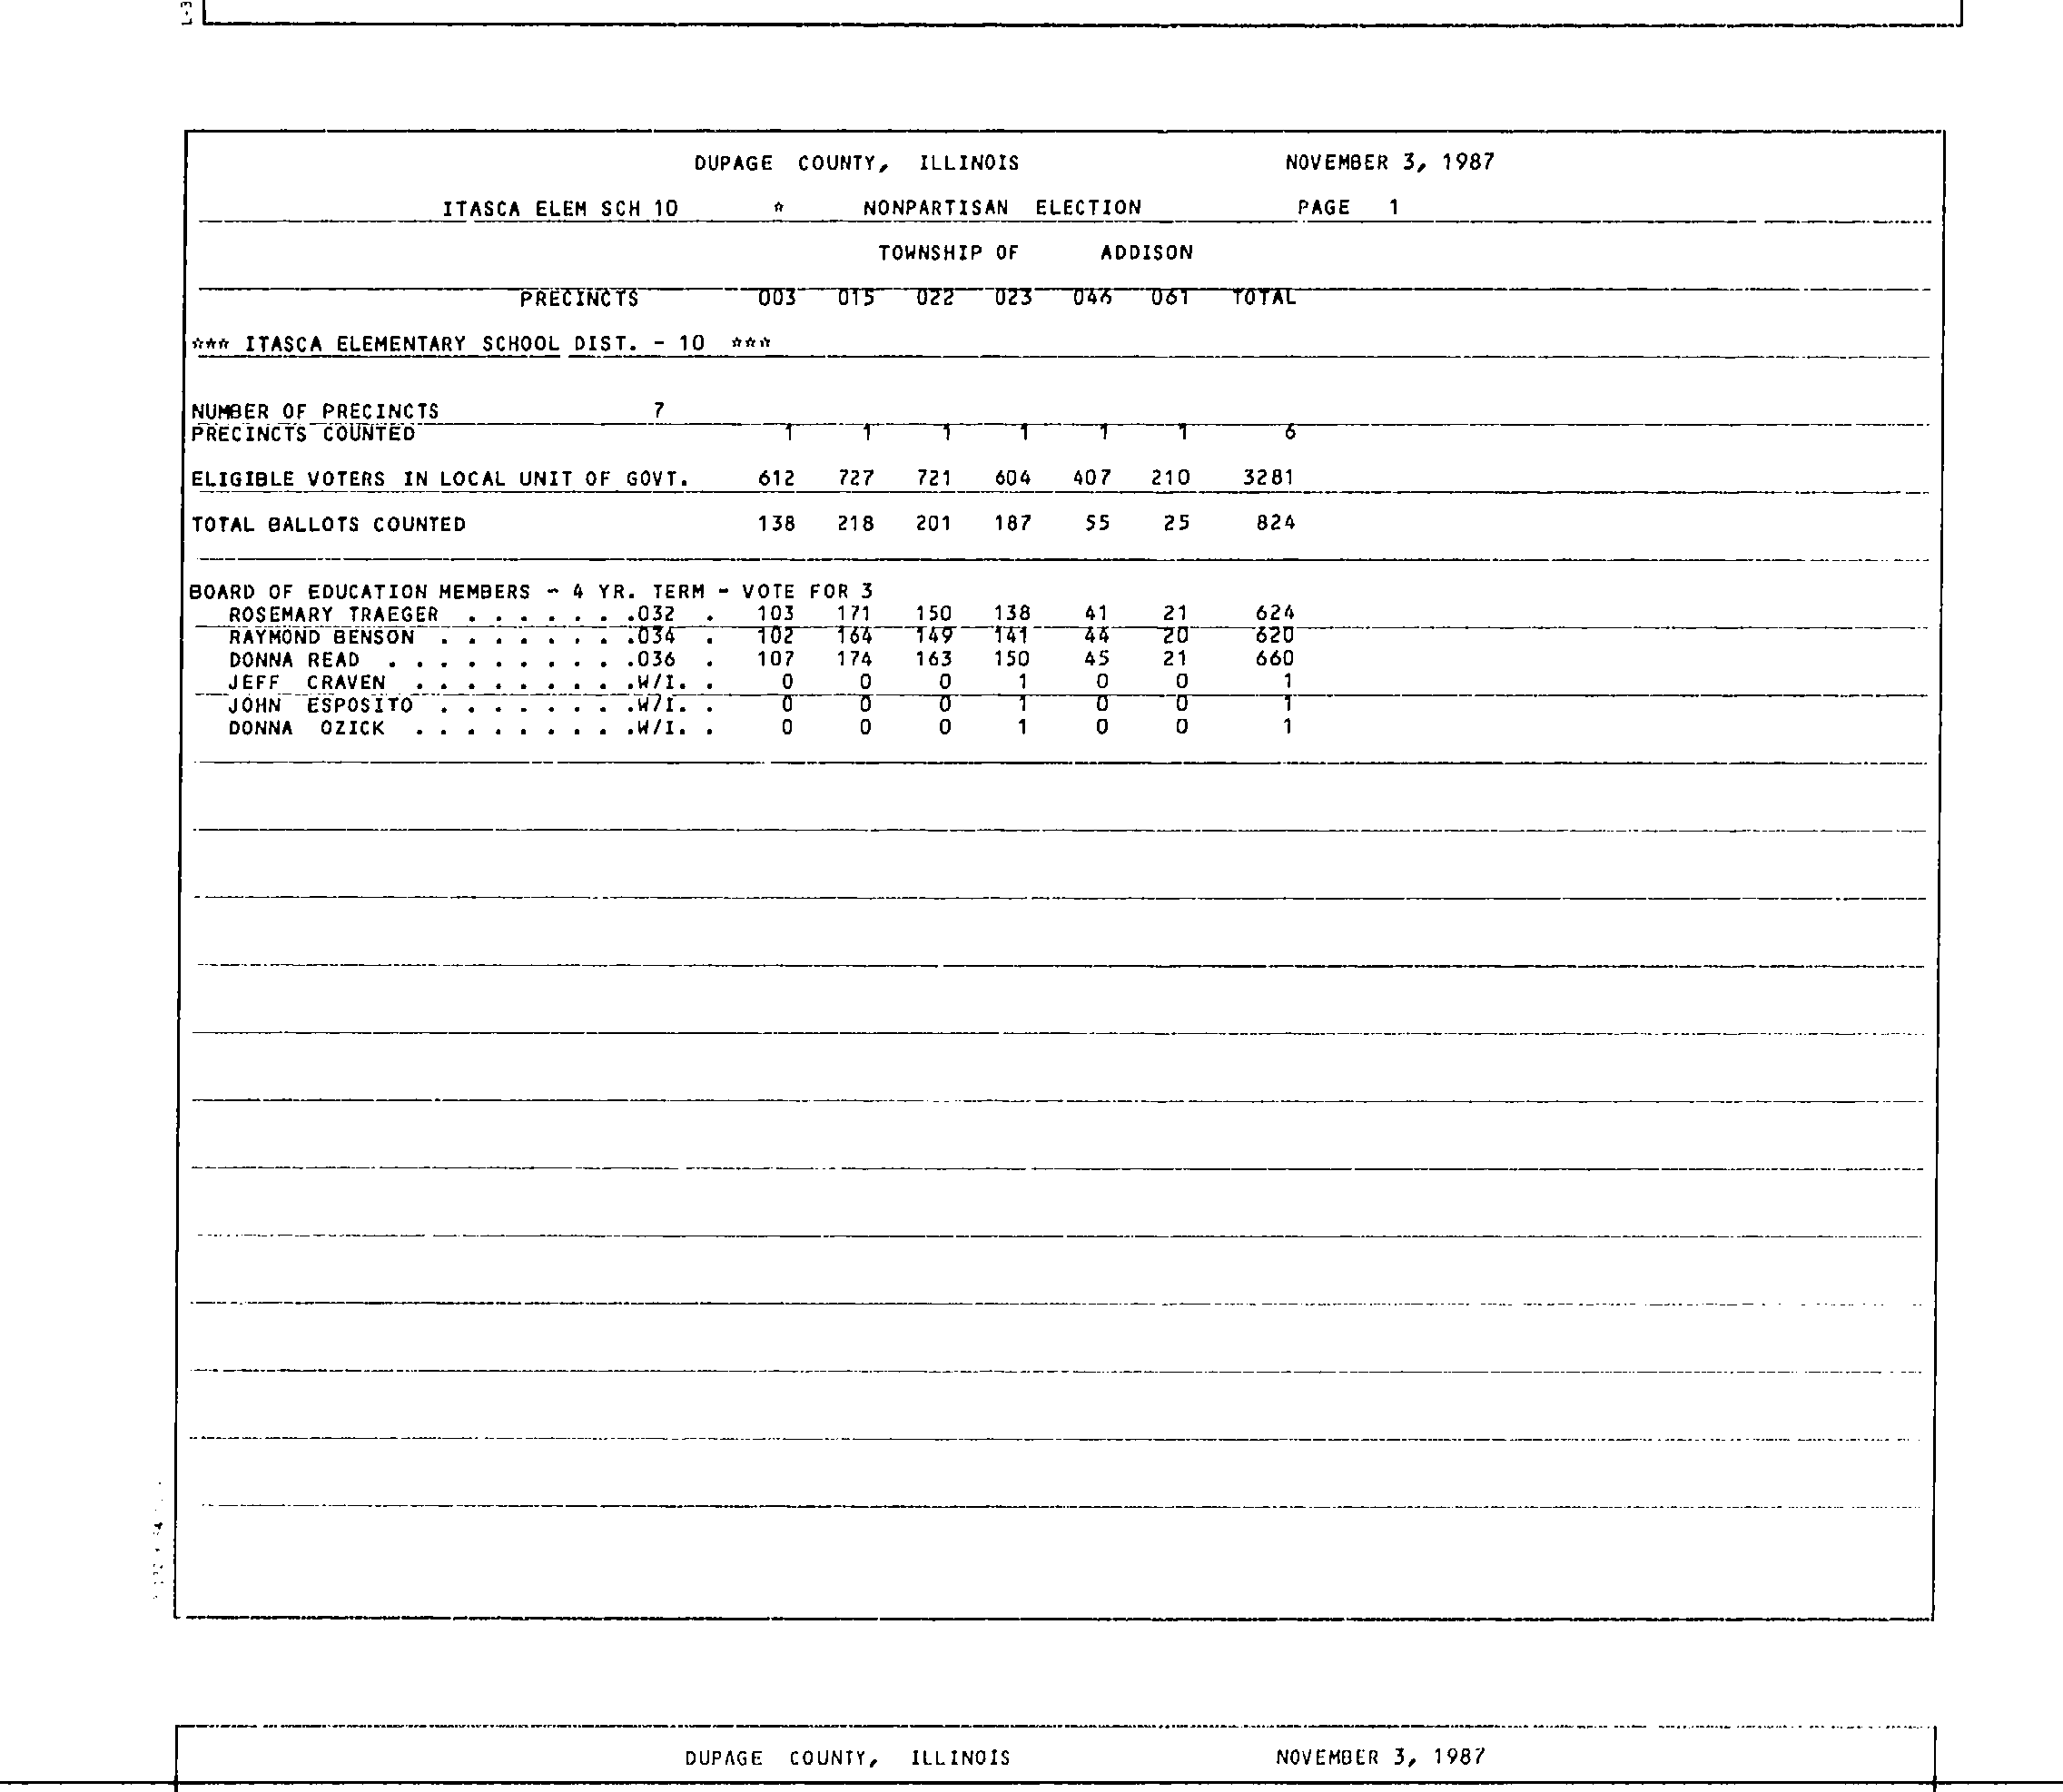 L-3
DUPAGE COUNTY, ILLINOIS NOVEMBER 3, 1987
ITASCA ELEM SCH 10 * NONPARTISAN ELECTION PAGE 1
TOWNSHIP OF ADDISON
PRECINCTS 003 015 022 023 046 061 TOTAL
*** ITASCA ELEMENTARY SCHOOL DIST. - 10 ***
NUMBER OF PRECINCTS 7
PRECINCTS COUNTED 1 1 1 1 1 1 6
ELIGIBLE VOTERS IN LOCAL UNIT OF GOVT. 612 727 721 604 407 210 3281
TOTAL BALLOTS COUNTED 138 218 201 187 55 25 824
BOARD OF EDUCATION MEMBERS - 4 YR. TERM - VOTE FOR 3
ROSEMARY TRAEGER . . . . . . .032 . 103 171 150 138 41 21 624
RAYMOND BENSON . . . . . . . .034 . 102 164 149 141 44 20 620
DONNA READ . . . . . . . . . .036 . 107 174 163 150 45 21 660
JEFF CRAVEN . . . . . . . . .W/I. . 0 0 0 1 0 0 1
JOHN ESPOSITO . . . . . . . .W/I. . 0 0 0 1 0 0 1
DONNA OZICK . . . . . . . . .W/I. . 0 0 0 1 0 0 1
DUPAGE COUNTY, ILLINOIS NOVEMBER 3, 1987